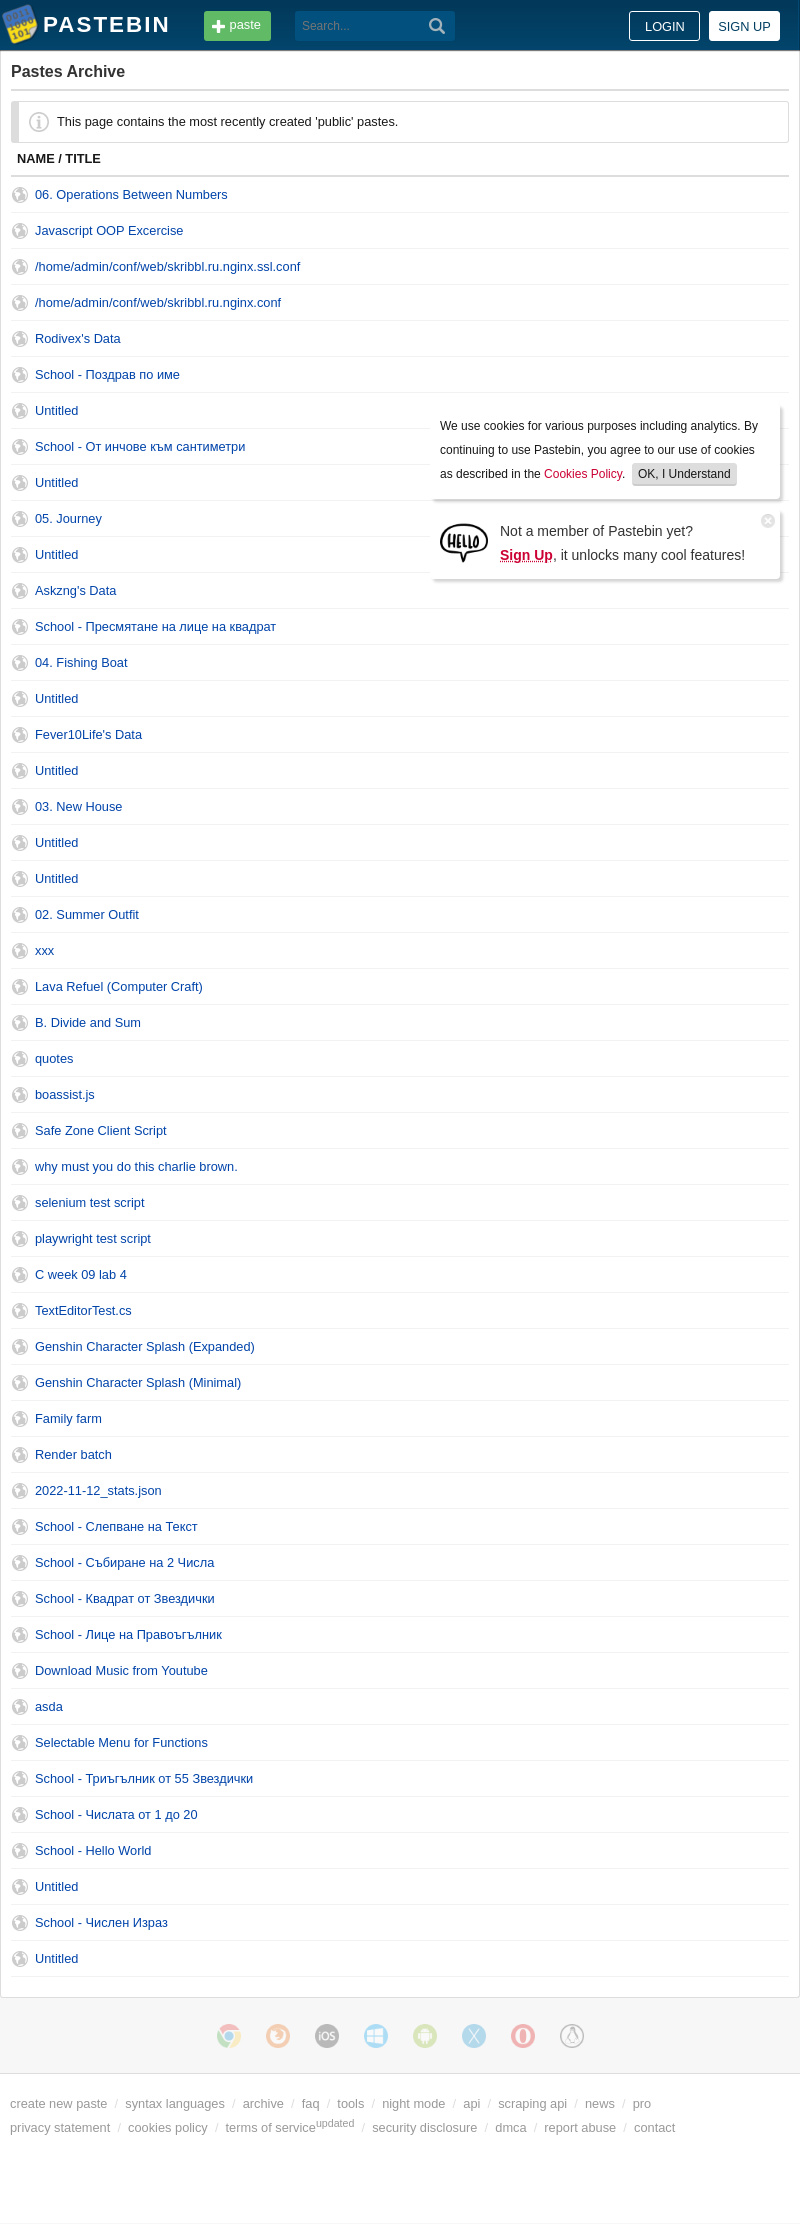 PASTEBIN
paste
Search...
LOGIN
SIGN UP
Pastes Archive
This page contains the most recently created 'public' pastes.
NAME / TITLE
06. Operations Between Numbers
Javascript OOP Excercise
/home/admin/conf/web/skribbl.ru.nginx.ssl.conf
/home/admin/conf/web/skribbl.ru.nginx.conf
Rodivex's Data
School - Поздрав по име
Untitled
School - От инчове към сантиметри
Untitled
05. Journey
Untitled
Askzng's Data
School - Пресмятане на лице на квадрат
04. Fishing Boat
Untitled
Fever10Life's Data
Untitled
03. New House
Untitled
Untitled
02. Summer Outfit
xxx
Lava Refuel (Computer Craft)
B. Divide and Sum
quotes
boassist.js
Safe Zone Client Script
why must you do this charlie brown.
selenium test script
playwright test script
C week 09 lab 4
TextEditorTest.cs
Genshin Character Splash (Expanded)
Genshin Character Splash (Minimal)
Family farm
Render batch
2022-11-12_stats.json
School - Слепване на Текст
School - Събиране на 2 Числа
School - Квадрат от Звездички
School - Лице на Правоъгълник
Download Music from Youtube
asda
Selectable Menu for Functions
School - Триъгълник от 55 Звездички
School - Числата от 1 до 20
School - Hello World
Untitled
School - Числен Израз
Untitled
We use cookies for various purposes including analytics. By
continuing to use Pastebin, you agree to our use of cookies
as described in the Cookies Policy. OK, I Understand
HELLO
Not a member of Pastebin yet?
Sign Up, it unlocks many cool features!
iOS
create new paste / syntax languages / archive / faq / tools / night mode / api / scraping api / news / pro
privacy statement / cookies policy / terms of service updated / security disclosure / dmca / report abuse / contact